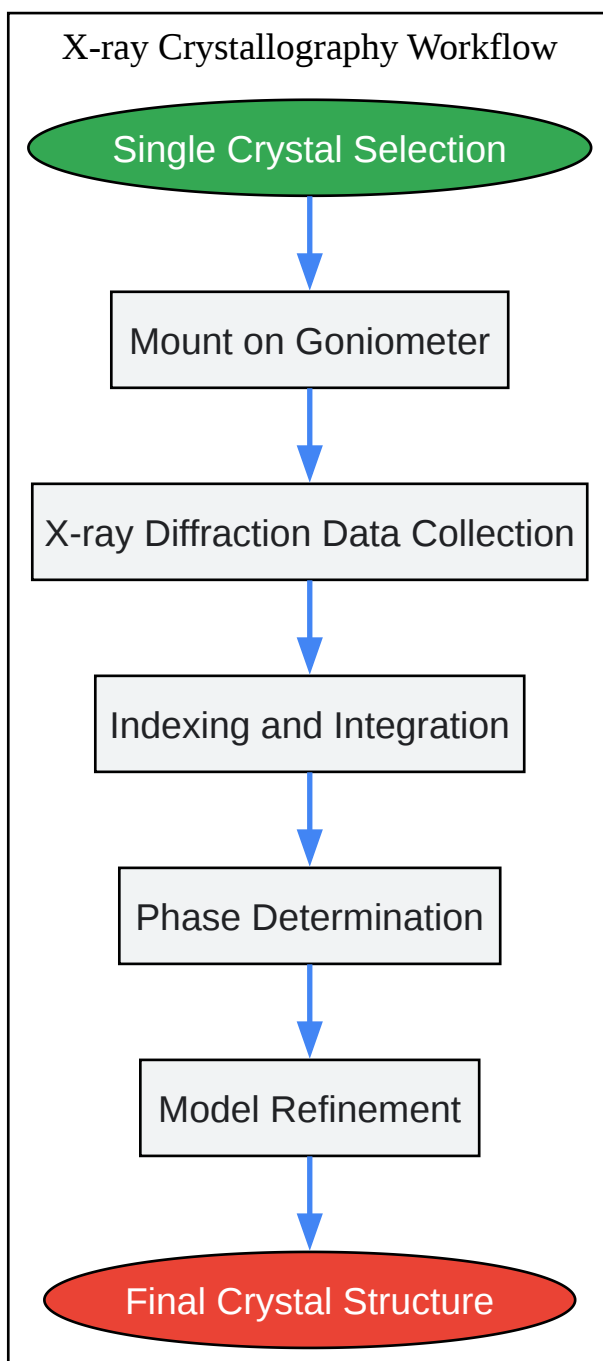 X-ray Crystallography Workflow
Single Crystal Selection
Mount on Goniometer
X-ray Diffraction Data Collection
Indexing and Integration
Phase Determination
Model Refinement
Final Crystal Structure